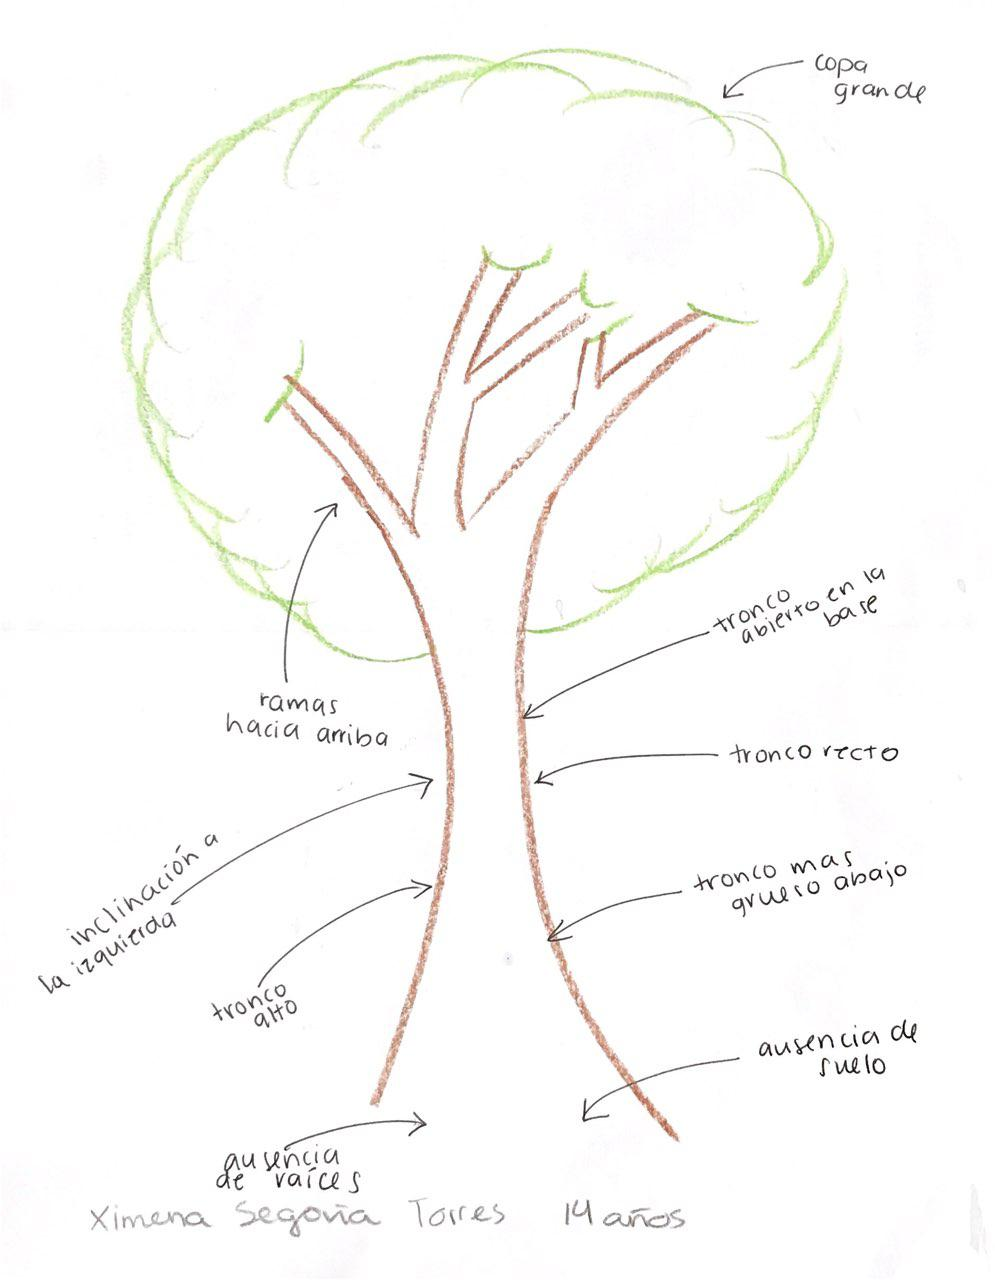 copa
grande
tronco
abierto en la
base
ramas
hacia arriba
tronco recto
inclinación a
la izquierda
tronco mas
grueso abajo
tronco
alto
ausencia de
suelo
ausencia
de raíces
Ximena Segovia Torres 14 años